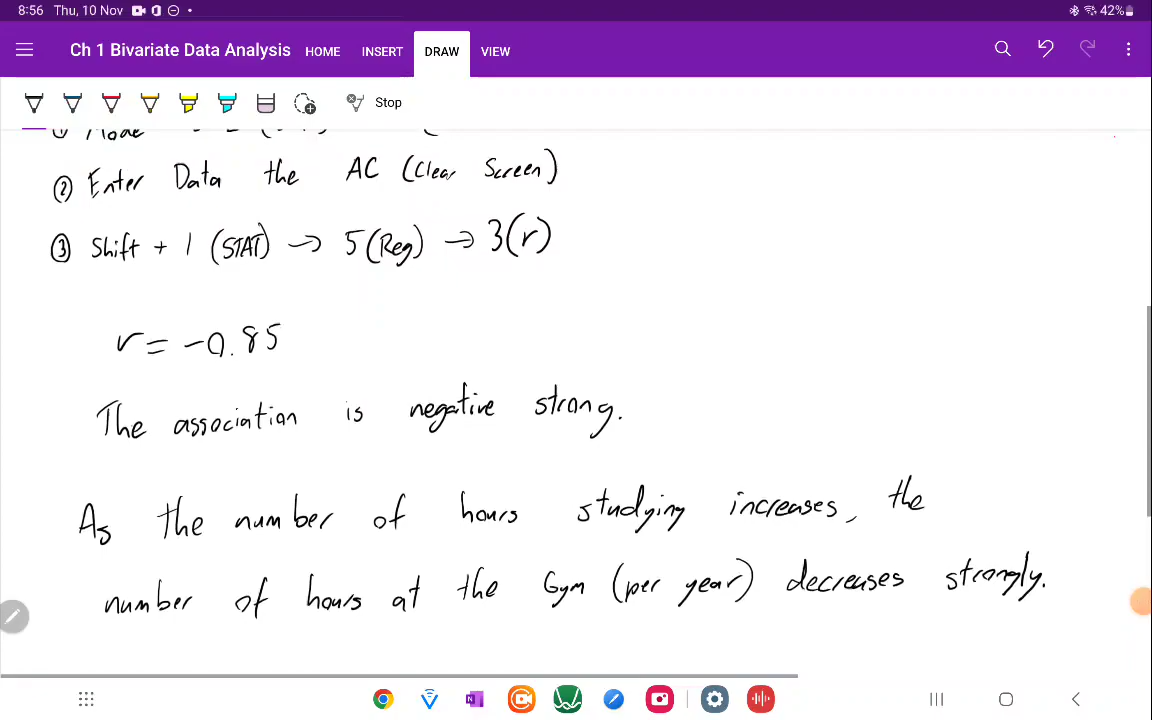 8:56 Thu, 10 Nov 42%
Ch 1 Bivariate Data Analysis HOME INSERT DRAW VIEW
Stop
① Mode
② Enter Data the AC (Clear Screen)
③ Shift + 1 (STAT) → 5 (Reg) → 3 (r)
r = -0.85
The association is negative strong.
As the number of hours studying increases, the
number of hours at the Gym (per year) decreases strongly.